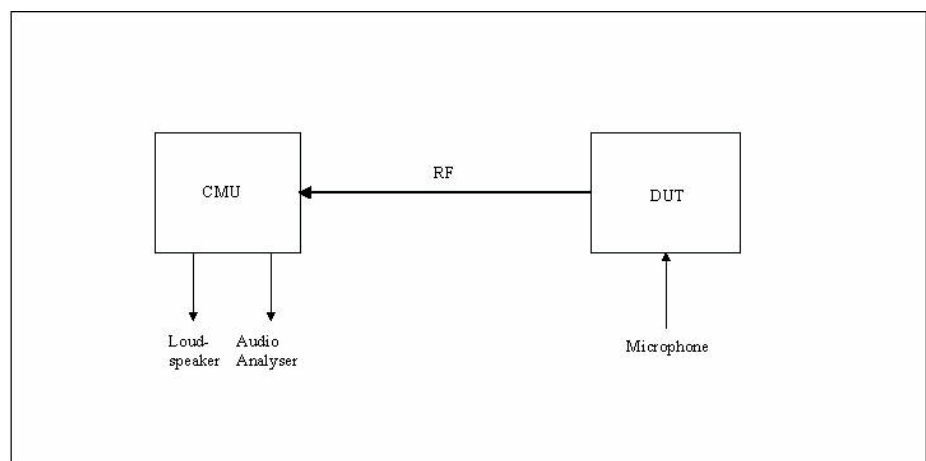 RF
CMU
DUT
Loud-
speaker
Audio
Analyser
Microphone